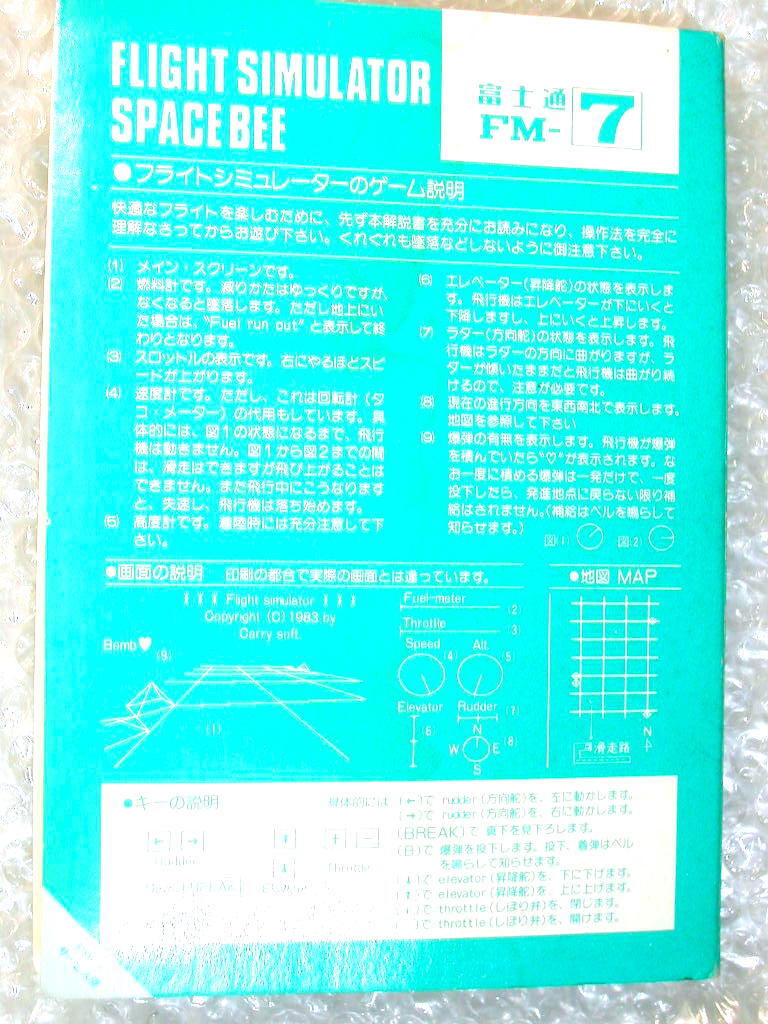 FLIGHT SIMULATOR
SPACE BEE
富士通
FM-7
●フライトシミュレーターのゲーム説明
快適なフライトを楽しむために、先ず本解説書を充分にお読みになり、操作法を完全に
理解なさってからお遊び下さい。くれぐれも墜落などしないように御注意下さい。
(1) メイン・スクリーンです。
(2) 燃料計です。減りかたはゆっくりですが、
なくなると墜落します。ただし地上にい
た場合は、“Fuel run out”と表示して終
わりとなります。
(3) スロットルの表示です。右にやるほどスピ
ードが上がります。
(4) 速度計です。ただし、これは回転計(タ
コ・メーター)の代用もしています。具
体的には、図1の状態になるまで、飛行
機は動きません。図1から図2までの間
は、滑走はできますが飛び上がることは
できません。また飛行中にこうなります
と、失速し、飛行機は落ち始めます。
(5) 高度計です。着陸時には充分注意して下
さい。
(6) エレベーター(昇降舵)の状態を表示しま
す。飛行機はエレベーターが下にいくと
下降しますし、上にいくと上昇します。
(7) ラダー(方向舵)の状態を表示します。飛
行機はラダーの方向に曲がりますが、ラ
ダーが傾いたままだと飛行機は曲がり続
けるので、注意が必要です。
(8) 現在の進行方向を東西南北で表示します。
地図を参照して下さい
(9) 爆弾の有無を表示します。飛行機が爆弾
を積んでいたら“♡”が表示されます。な
お一度に積める爆弾は一発だけで、一度
投下したら、発進地点に戻らない限り補
給はされません。(補給はベルを鳴らして
知らせます。)
図(1) 図(2)
●画面の説明 印刷の都合で実際の画面とは違っています。
Flight simulator
Copyright (C) 1983 by
Carry soft.
Bomb♥
(9)
(1)
Fuel-meter
(2)
Throttle
(3)
Speed Alt.
(4) (5)
Elevator Rudder
(6) (7)
N
W E (8)
S
●地図 MAP
N
滑走路
●キーの説明
← →
Rudder
+ −
Throttle
具体的には (←)で rudder(方向舵)を、左に動かします。
(→)で rudder(方向舵)を、右に動かします。
(BREAK)で 真下を見下ろします。
(B)で 爆弾を投下します。投下、着弾はベル
を鳴らして知らせます。
(↓)で elevator(昇降舵)を、下に下げます。
(↑)で elevator(昇降舵)を、上に上げます。
で throttle(しぼり弁)を、閉じます。
で throttle(しぼり弁)を、開けます。